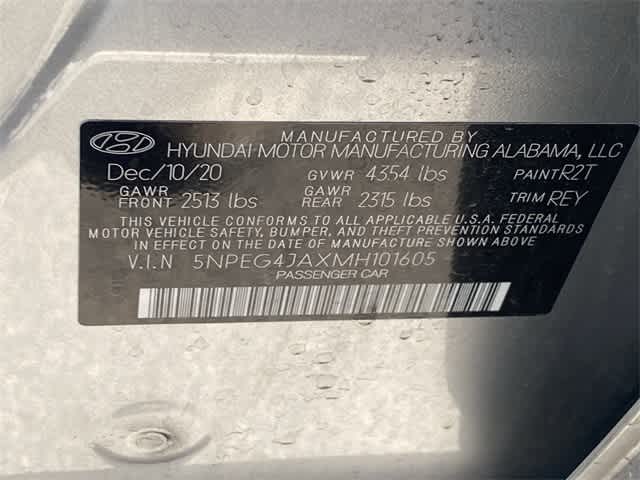 MANUFACTURED BY
HYUNDAI MOTOR MANUFACTURING ALABAMA, LLC
Dec/10/20 GVWR 4354 lbs PAINT R2T
GAWR FRONT 2513 lbs GAWR REAR 2315 lbs TRIM REY
THIS VEHICLE CONFORMS TO ALL APPLICABLE U.S.A. FEDERAL
MOTOR VEHICLE SAFETY, BUMPER, AND THEFT PREVENTION STANDARDS
IN EFFECT ON THE DATE OF MANUFACTURE SHOWN ABOVE
V.I.N 5NPEG4JAXMH101605
PASSENGER CAR